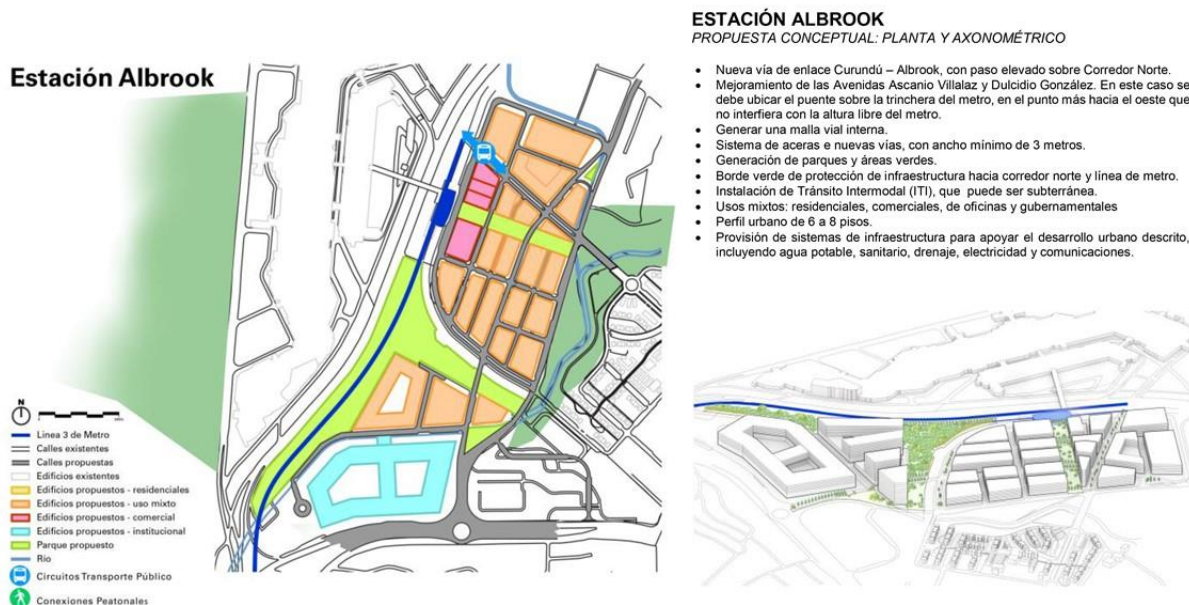 Estación Albrook
N
Linea 3 de Metro
Calles existentes
Calles propuestas
Edificios existentes
Edificios propuestos - residenciales
Edificios propuestos - uso mixto
Edificios propuestos - comercial
Edificios propuestos - institucional
Parque propuesto
Rio
Circuitos Transporte Público
Conexiones Peatonales
ESTACIÓN ALBROOK
PROPUESTA CONCEPTUAL: PLANTA Y AXONOMÉTRICO
• Nueva vía de enlace Curundú – Albrook, con paso elevado sobre Corredor Norte.
• Mejoramiento de las Avenidas Ascanio Villalaz y Dulcidio González. En este caso se
debe ubicar el puente sobre la trinchera del metro, en el punto más hacia el oeste que
no interfiera con la altura libre del metro.
• Generar una malla vial interna.
• Sistema de aceras e nuevas vías, con ancho mínimo de 3 metros.
• Generación de parques y áreas verdes.
• Borde verde de protección de infraestructura hacia corredor norte y línea de metro.
• Instalación de Tránsito Intermodal (ITI), que puede ser subterránea.
• Usos mixtos: residenciales, comerciales, de oficinas y gubernamentales
• Perfil urbano de 6 a 8 pisos.
• Provisión de sistemas de infraestructura para apoyar el desarrollo urbano descrito,
incluyendo agua potable, sanitario, drenaje, electricidad y comunicaciones.